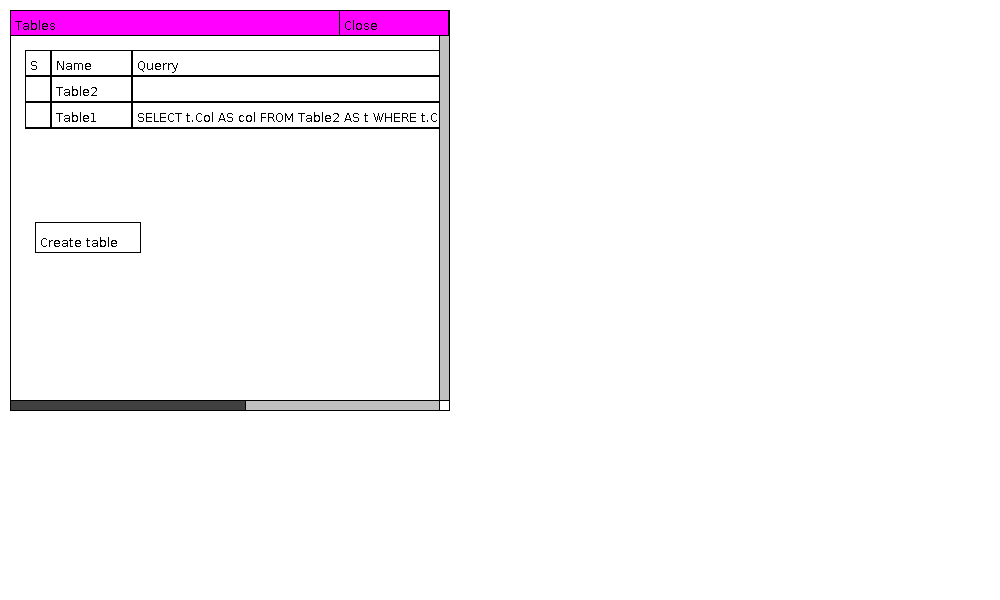 Tables Close
S Name Querry
Table2
Table1 SELECT t.Col AS col FROM Table2 AS t WHERE t.C
Create table